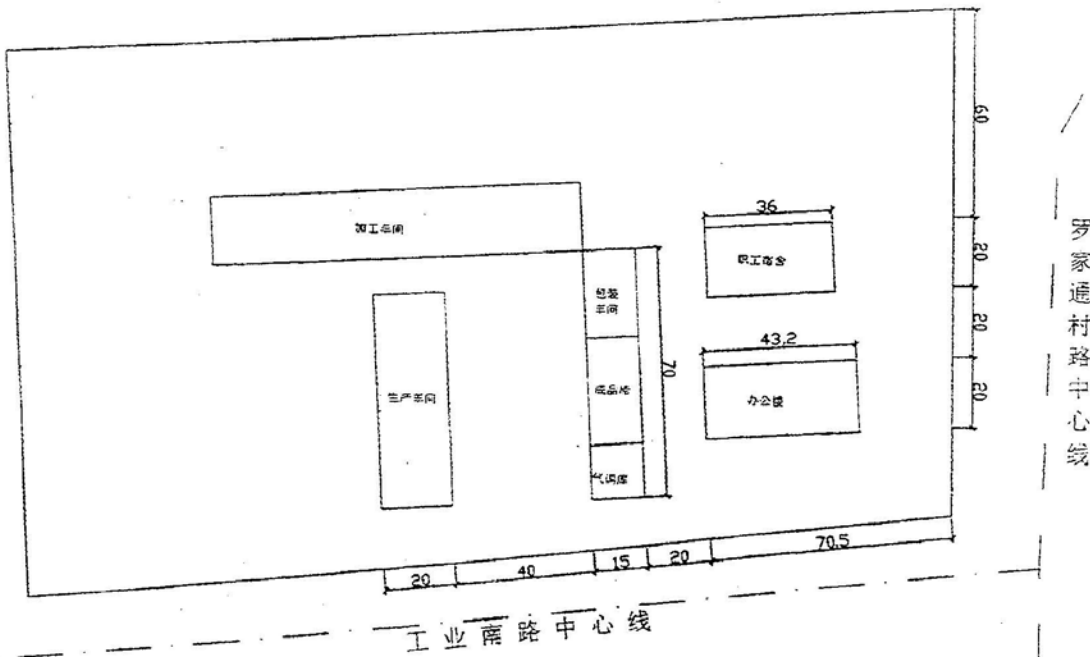 60
36
加工车间
20
职工宿舍
包装
车间
20
43.2
70
成品库
20
生产车间
办公楼
气调库
20
40
15
20
70.5
工业南路中心线
罗家通村路中心线